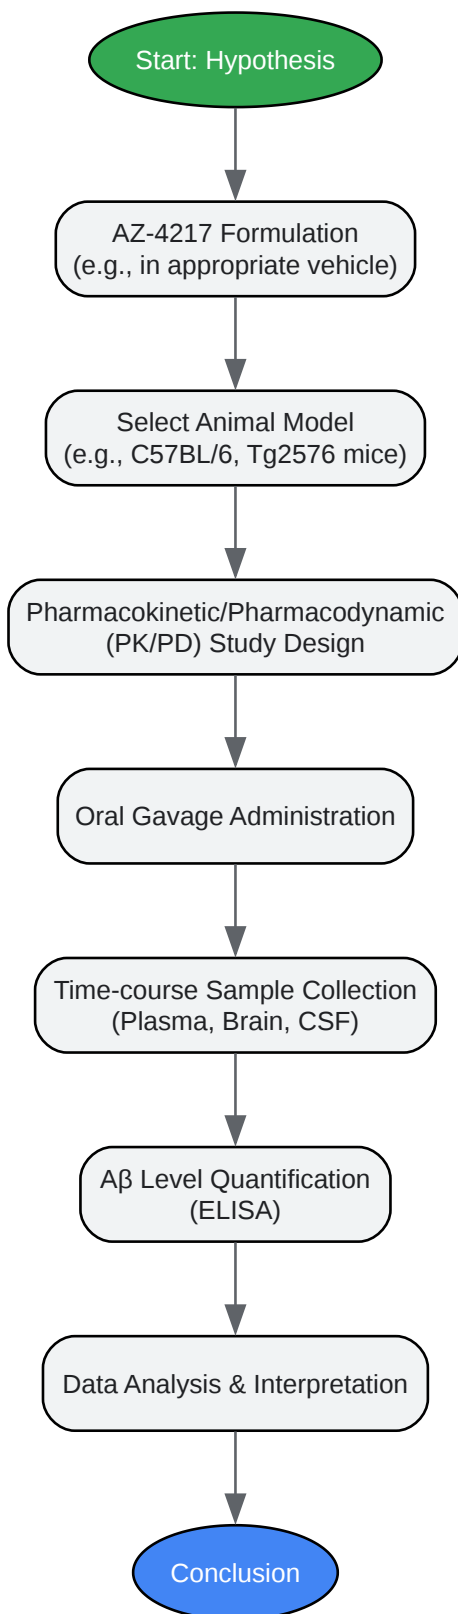 Start: Hypothesis
AZ-4217 Formulation
(e.g., in appropriate vehicle)
Select Animal Model
(e.g., C57BL/6, Tg2576 mice)
Pharmacokinetic/Pharmacodynamic
(PK/PD) Study Design
Oral Gavage Administration
Time-course Sample Collection
(Plasma, Brain, CSF)
Aβ Level Quantification
(ELISA)
Data Analysis & Interpretation
Conclusion